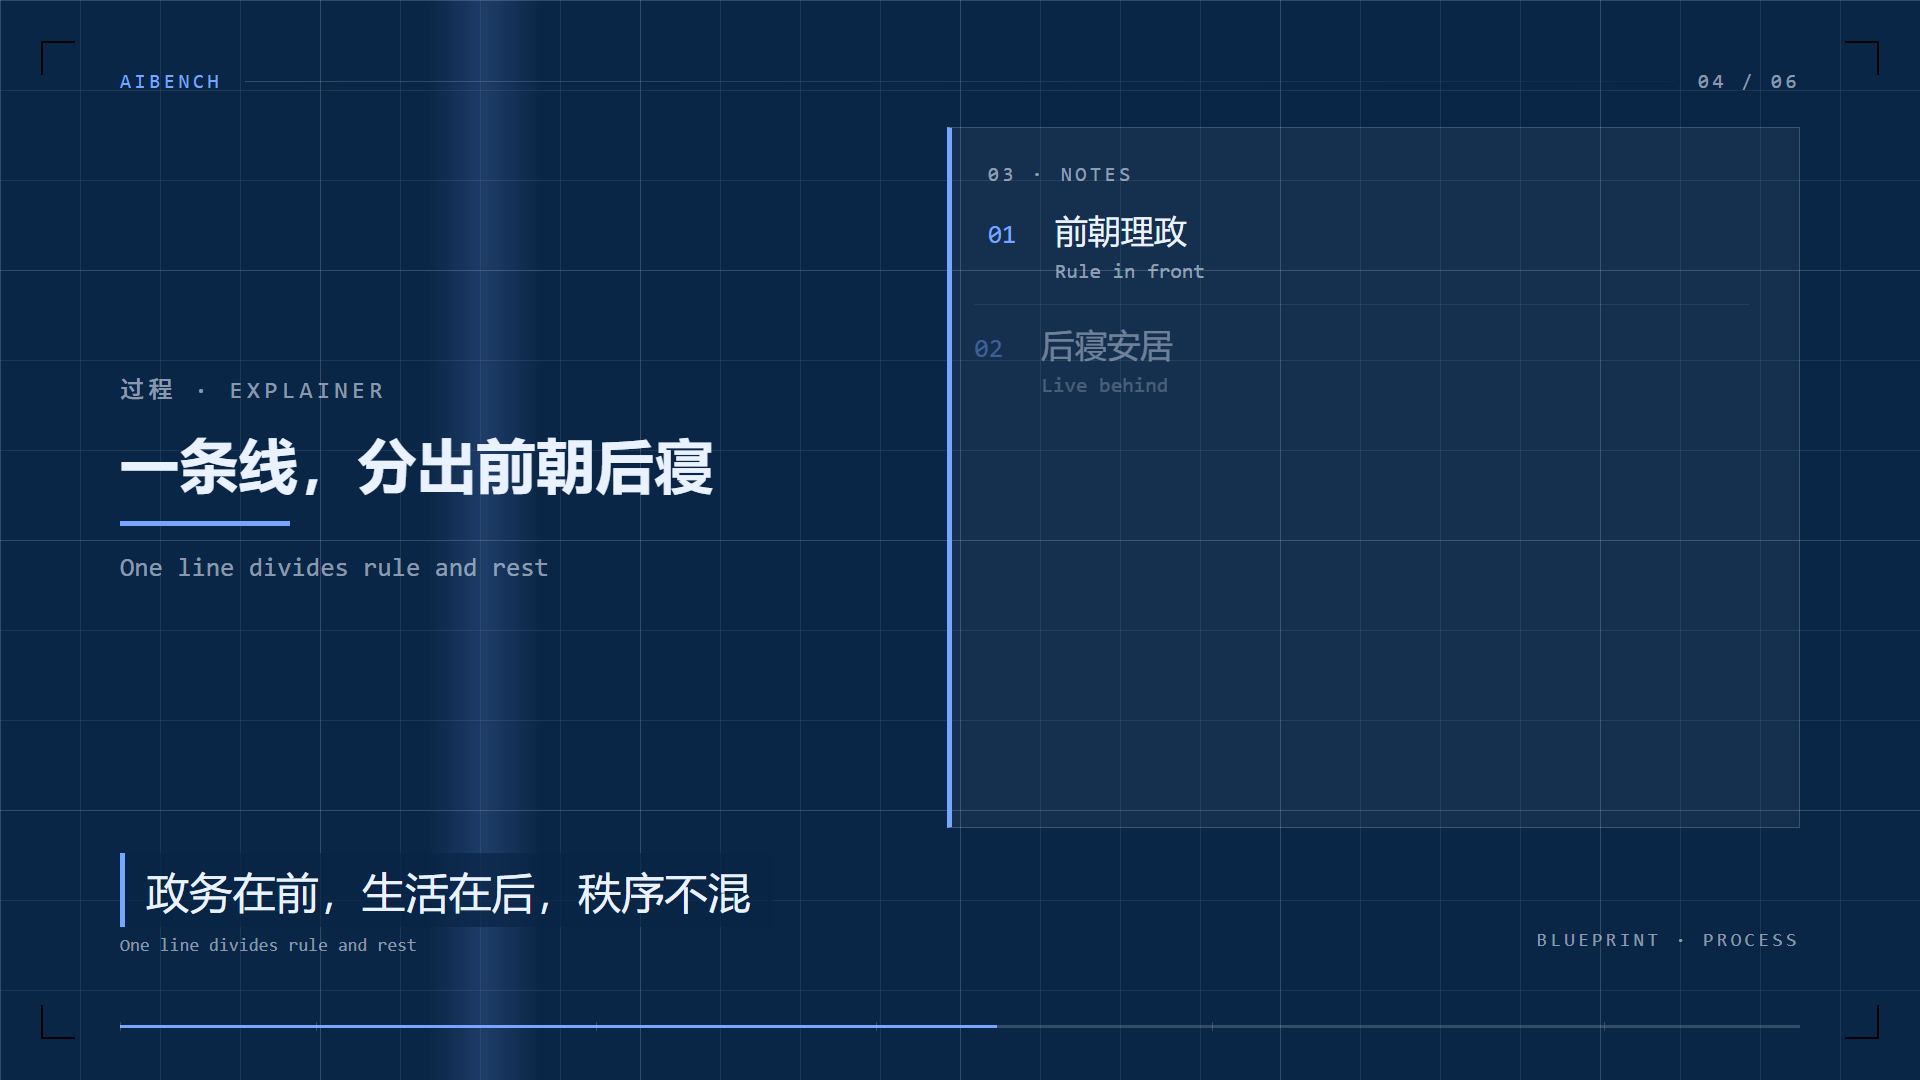 AIBENCH
04 / 06
过程 · EXPLAINER
一条线，分出前朝后寝
One line divides rule and rest
03 · NOTES
01 前朝理政
Rule in front
02 后寝安居
Live behind
政务在前，生活在后，秩序不混
One line divides rule and rest
BLUEPRINT · PROCESS